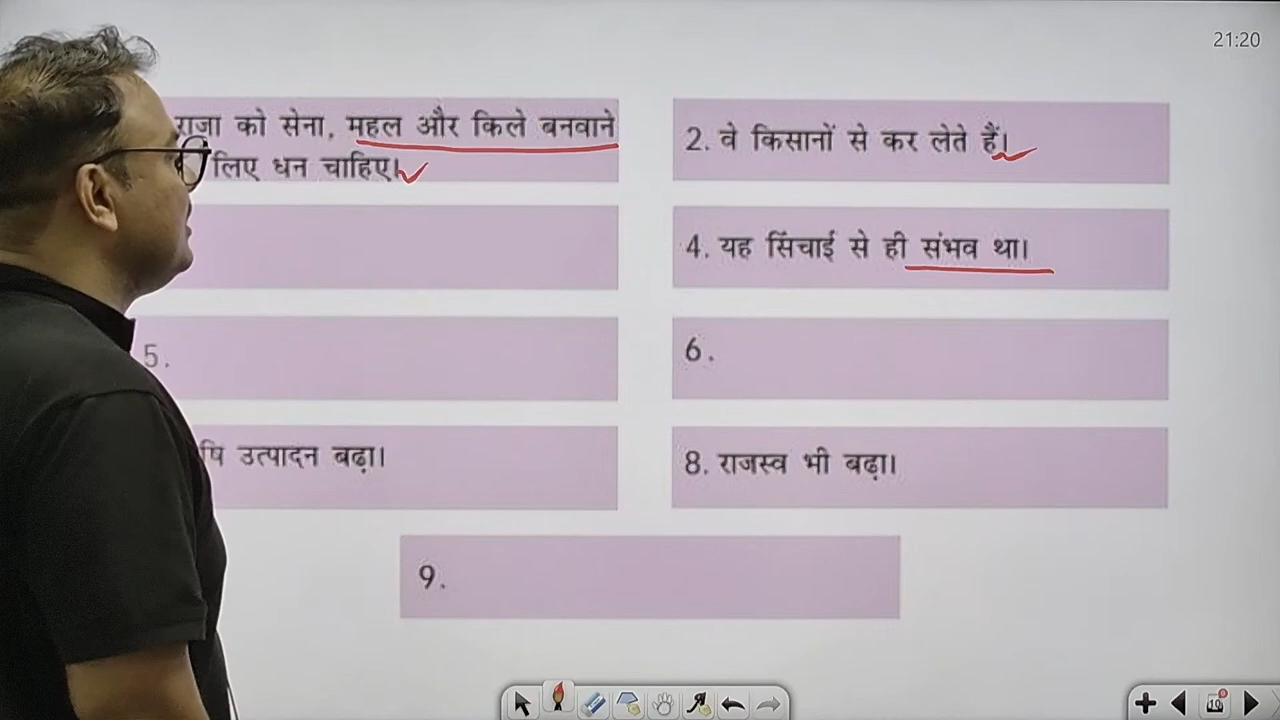 21:20
राजा को सेना, महल और किले बनवाने
लिए धन चाहिए।
2. वे किसानों से कर लेते हैं।
4. यह सिंचाई से ही संभव था।
5.
6.
उत्पादन बढ़ा।
8. राजस्व भी बढ़ा।
9.
10